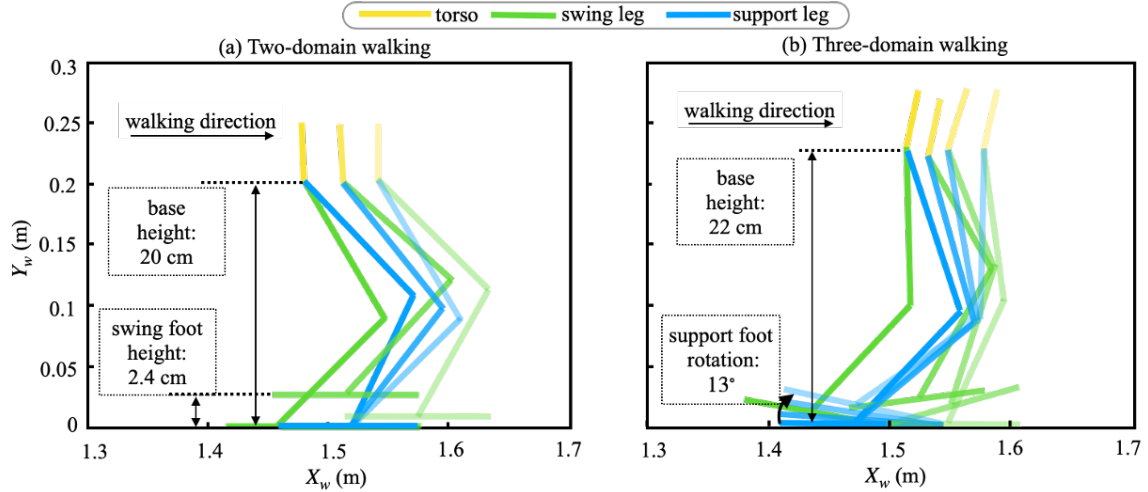 torso swing leg support leg
(a) Two-domain walking
0.3
0.25
0.2
0.15
0.1
0.05
0
Y_w (m)
walking direction
base
height:
20 cm
swing foot
height:
2.4 cm
1.3 1.4 1.5 1.6 1.7
X_w (m)
(b) Three-domain walking
walking direction
base
height:
22 cm
support foot
rotation:
13°
1.3 1.4 1.5 1.6 1.7
X_w (m)